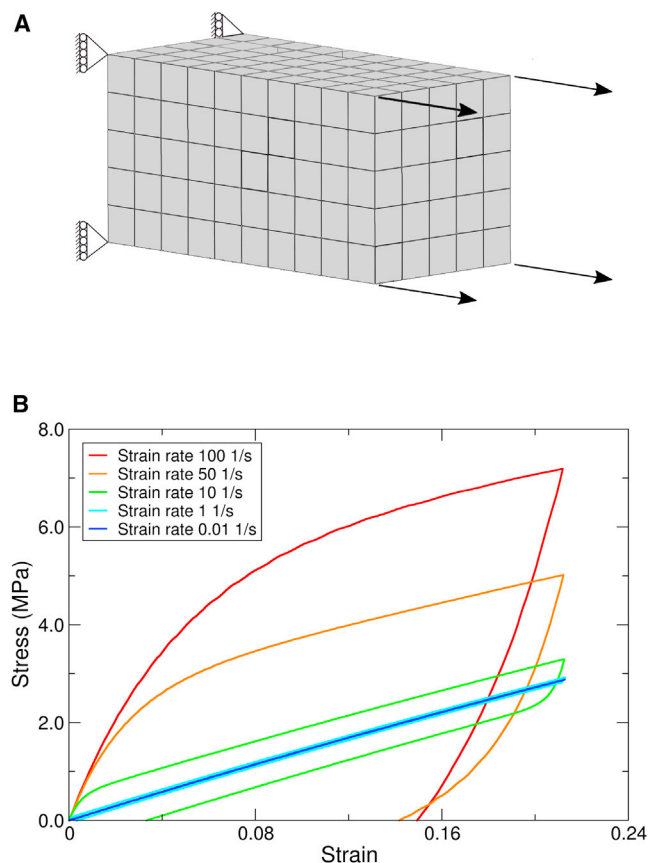 A
B
8.0
Strain rate 100 1/s
Strain rate 50 1/s
Strain rate 10 1/s
Strain rate 1 1/s
Strain rate 0.01 1/s
6.0
Stress (MPa)
4.0
2.0
0.0
0 0.08 0.16 0.24
Strain